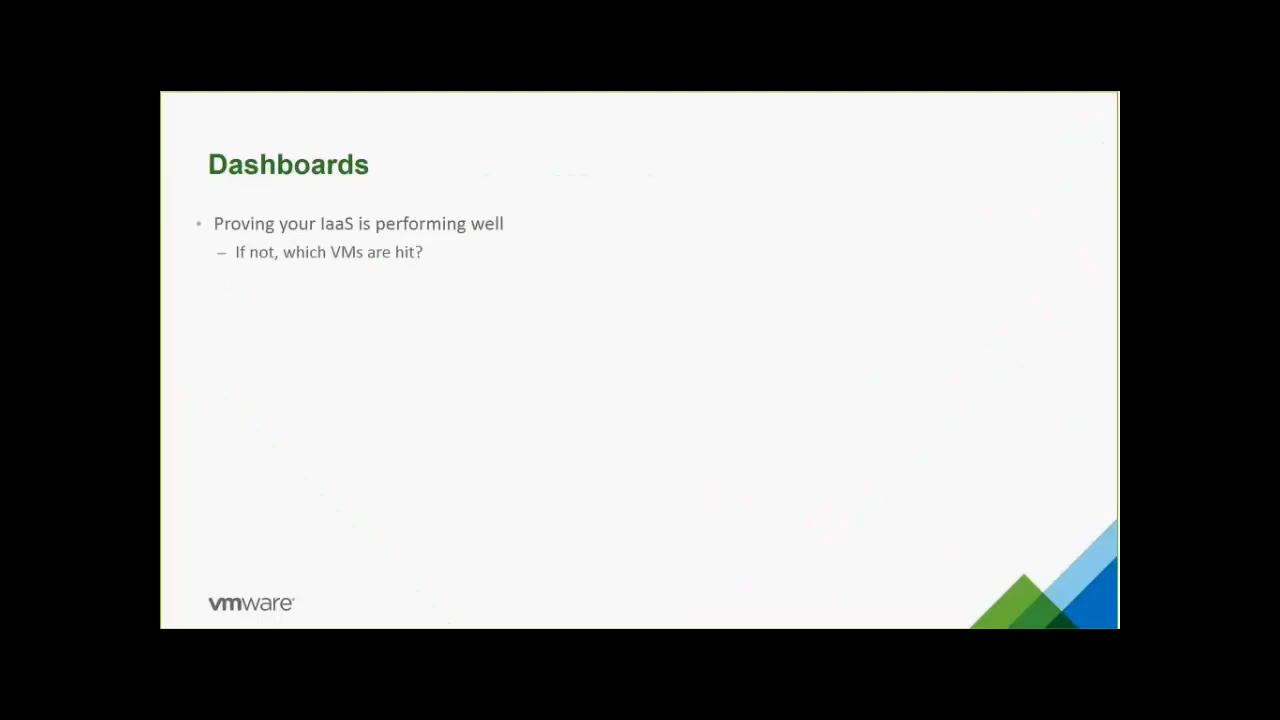 Dashboards
• Proving your IaaS is performing well
– If not, which VMs are hit?
vmware